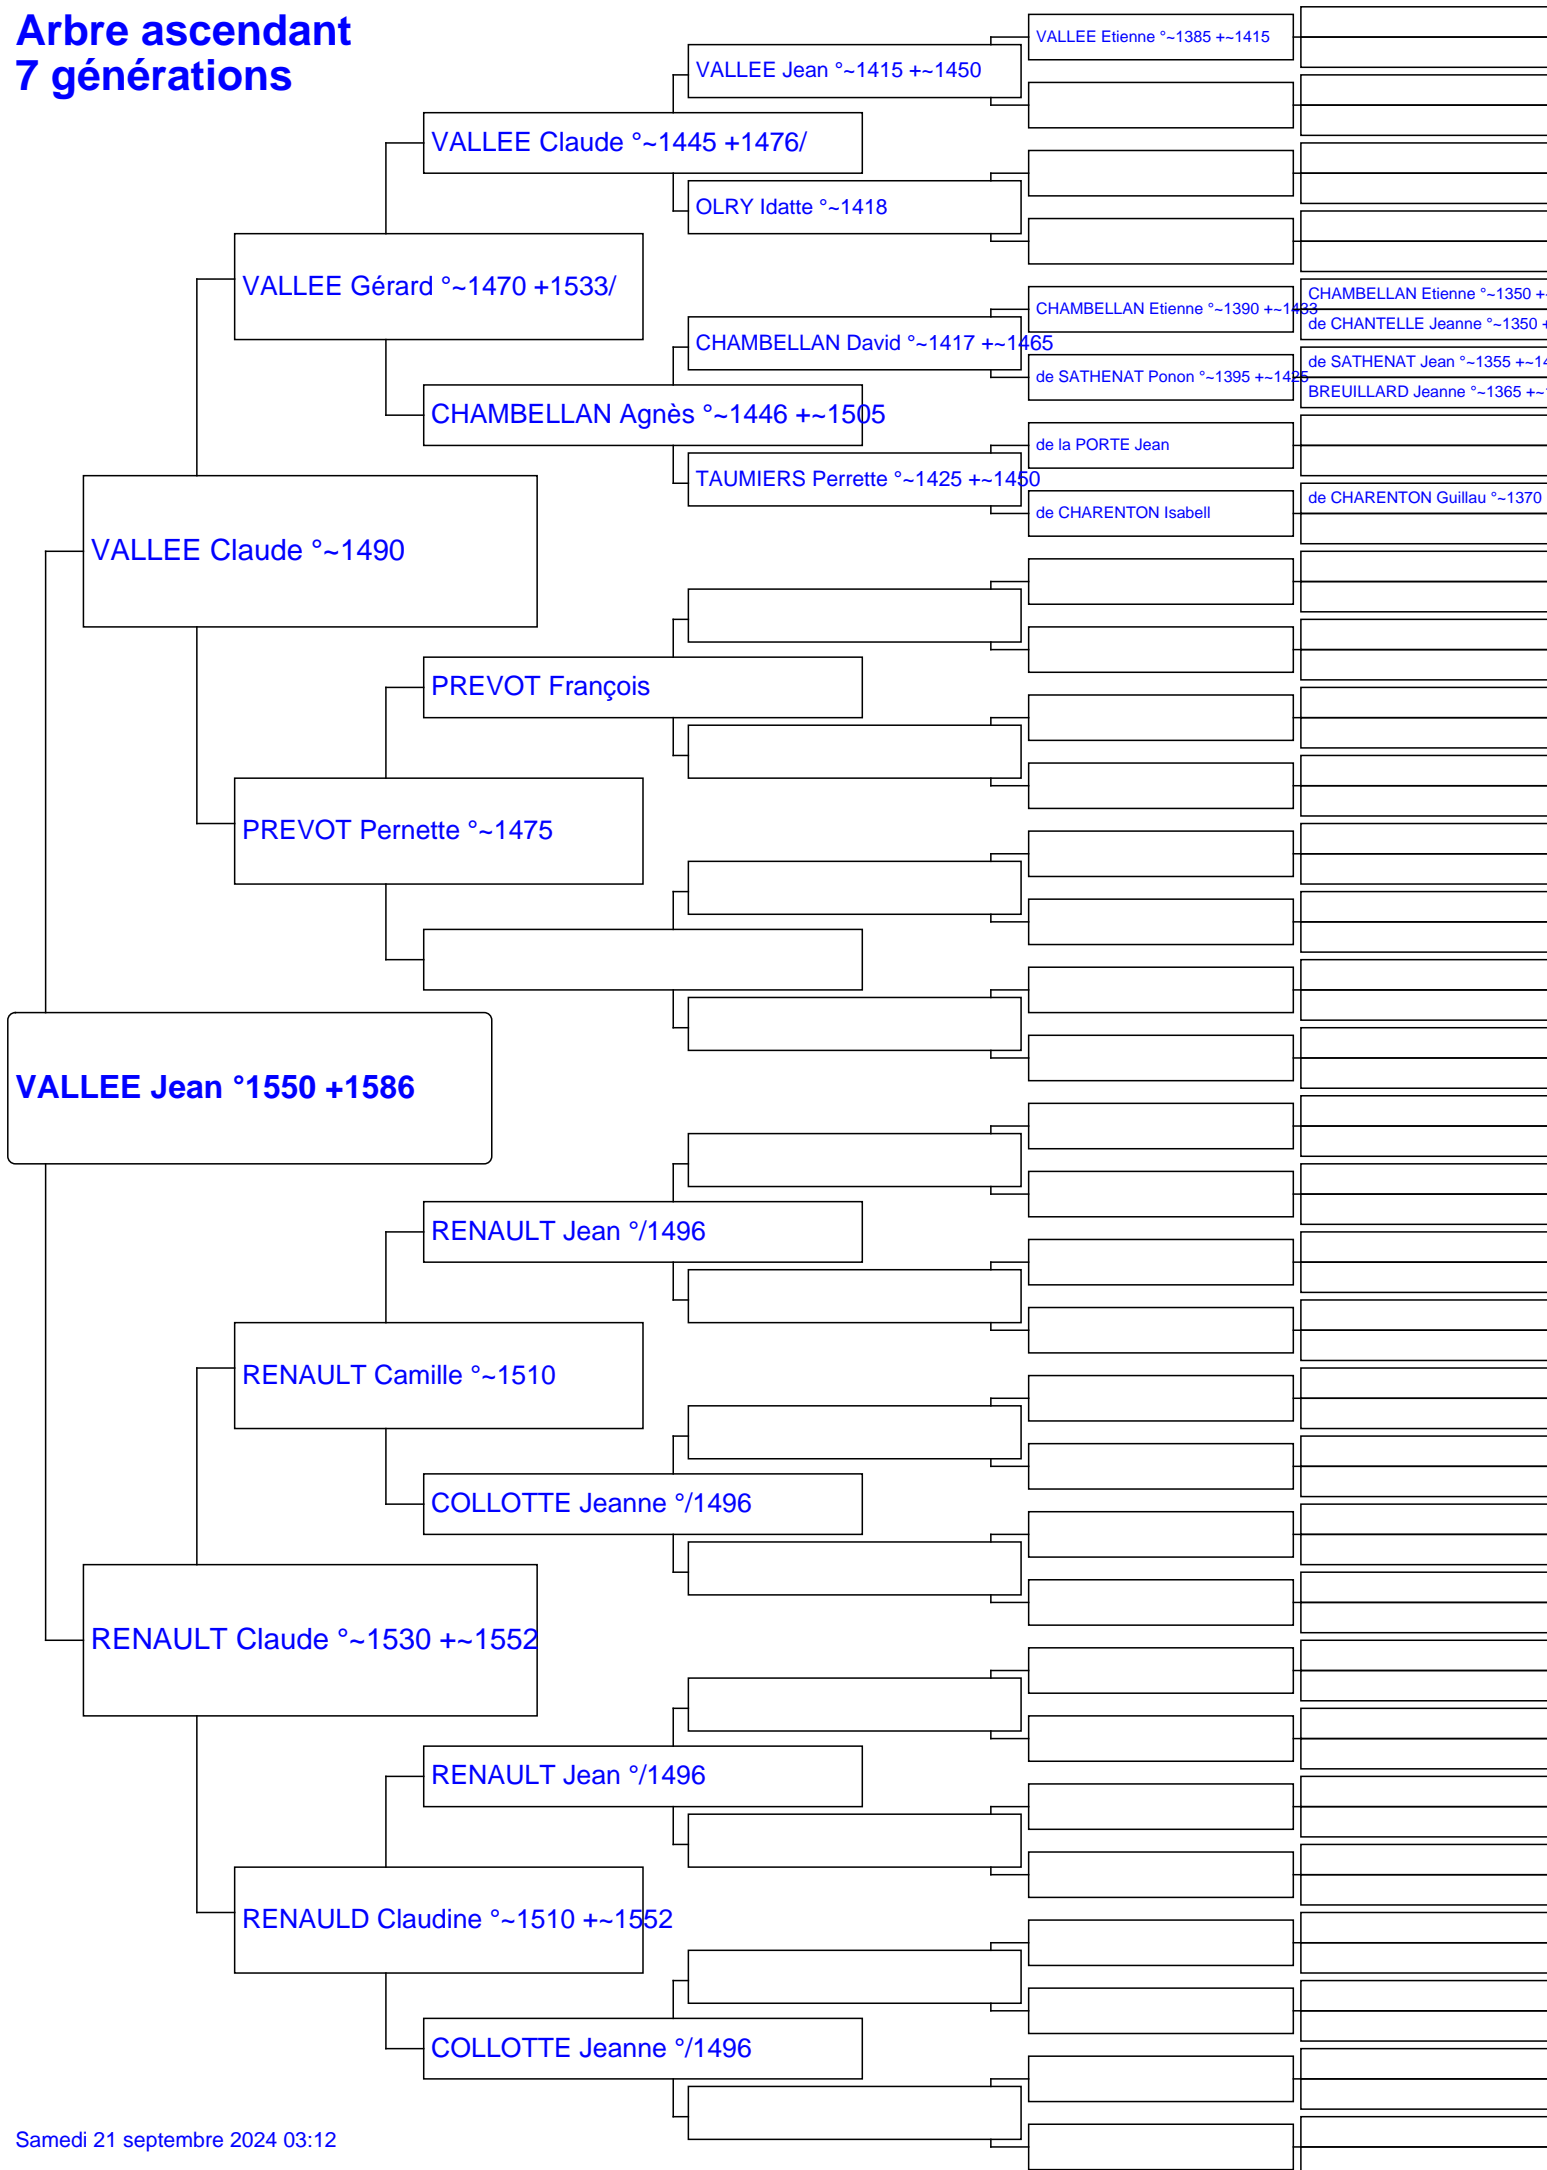 Arbre ascendant
7 générations
VALLEE Etienne °~1385 +~1415
VALLEE Jean °~1415 +~1450
VALLEE Claude °~1445 +1476/
OLRY Idatte °~1418
VALLEE Gérard °~1470 +1533/
CHAMBELLAN Etienne °~1350 +~
CHAMBELLAN Etienne °~1390 +~1433
de CHANTELLE Jeanne °~1350 +
CHAMBELLAN David °~1417 +~1465
de SATHENAT Jean °~1355 +~14
de SATHENAT Ponon °~1395 +~1425
BREUILLARD Jeanne °~1365 +~
CHAMBELLAN Agnès °~1446 +~1505
de la PORTE Jean
TAUMIERS Perrette °~1425 +~1450
de CHARENTON Guillau °~1370
de CHARENTON Isabell
VALLEE Claude °~1490
PREVOT François
PREVOT Pernette °~1475
VALLEE Jean °1550 +1586
RENAULT Jean °/1496
RENAULT Camille °~1510
COLLOTTE Jeanne °/1496
RENAULT Claude °~1530 +~1552
RENAULT Jean °/1496
RENAULD Claudine °~1510 +~1552
COLLOTTE Jeanne °/1496
Samedi 21 septembre 2024 03:12